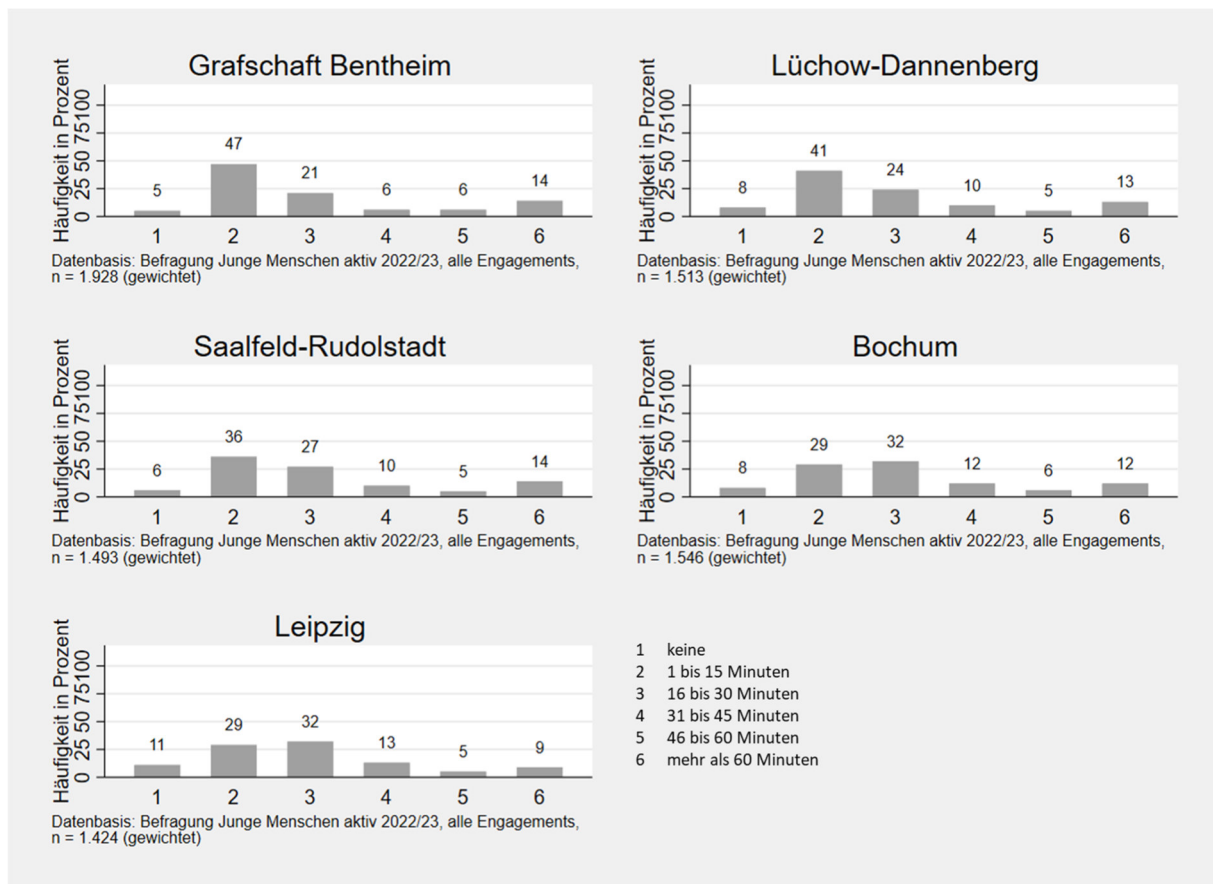 Grafschaft Bentheim
Häufigkeit in Prozent
0 25 50 75100
5 47 21 6 6 14
1 2 3 4 5 6
Datenbasis: Befragung Junge Menschen aktiv 2022/23, alle Engagements,
n = 1.928 (gewichtet)
Lüchow-Dannenberg
Häufigkeit in Prozent
0 25 50 75100
8 41 24 10 5 13
1 2 3 4 5 6
Datenbasis: Befragung Junge Menschen aktiv 2022/23, alle Engagements,
n = 1.513 (gewichtet)
Saalfeld-Rudolstadt
Häufigkeit in Prozent
0 25 50 75100
6 36 27 10 5 14
1 2 3 4 5 6
Datenbasis: Befragung Junge Menschen aktiv 2022/23, alle Engagements,
n = 1.493 (gewichtet)
Bochum
Häufigkeit in Prozent
0 25 50 75100
8 29 32 12 6 12
1 2 3 4 5 6
Datenbasis: Befragung Junge Menschen aktiv 2022/23, alle Engagements,
n = 1.546 (gewichtet)
Leipzig
Häufigkeit in Prozent
0 25 50 75100
11 29 32 13 5 9
1 2 3 4 5 6
Datenbasis: Befragung Junge Menschen aktiv 2022/23, alle Engagements,
n = 1.424 (gewichtet)
1 keine
2 1 bis 15 Minuten
3 16 bis 30 Minuten
4 31 bis 45 Minuten
5 46 bis 60 Minuten
6 mehr als 60 Minuten